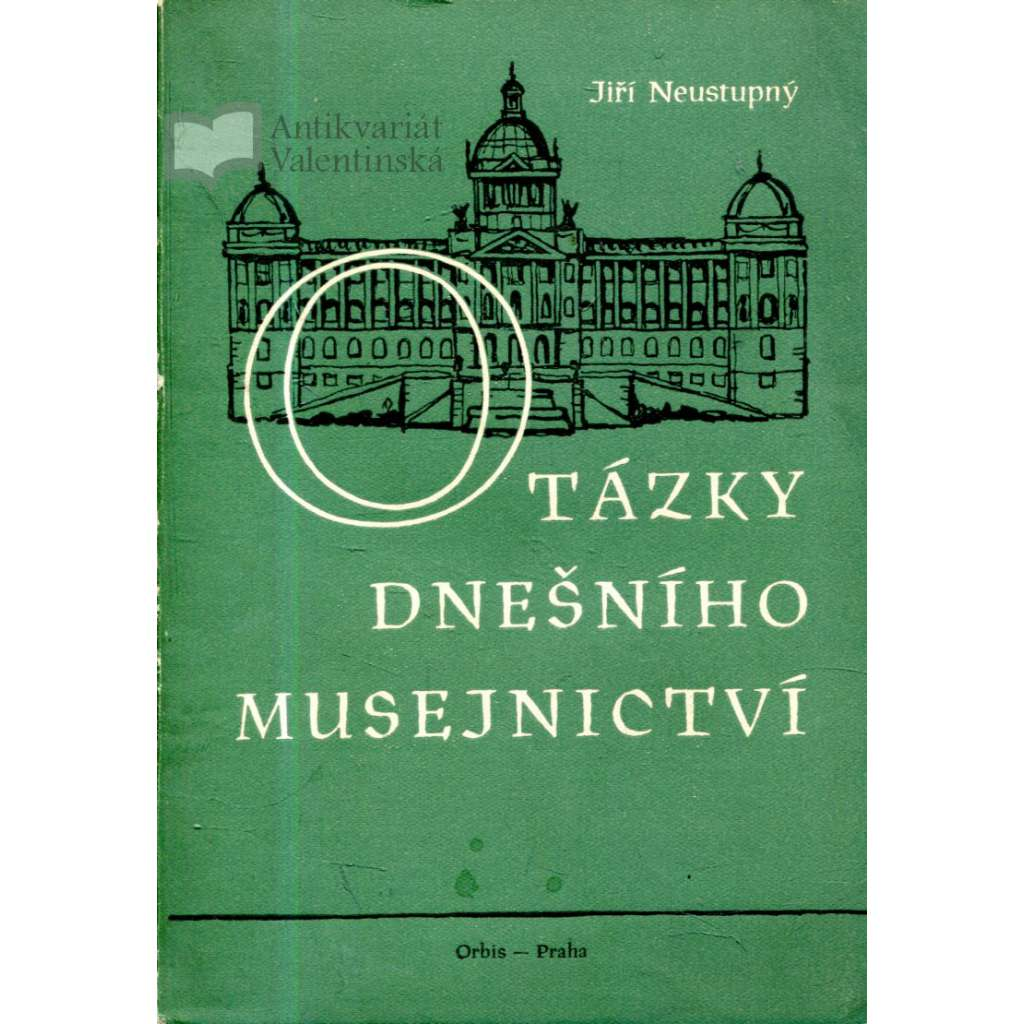 Jiří Neustupný
Antikvariát
Valentinská
OTÁZKY
DNEŠNÍHO
MUSEJNICTVÍ
Orbis — Praha